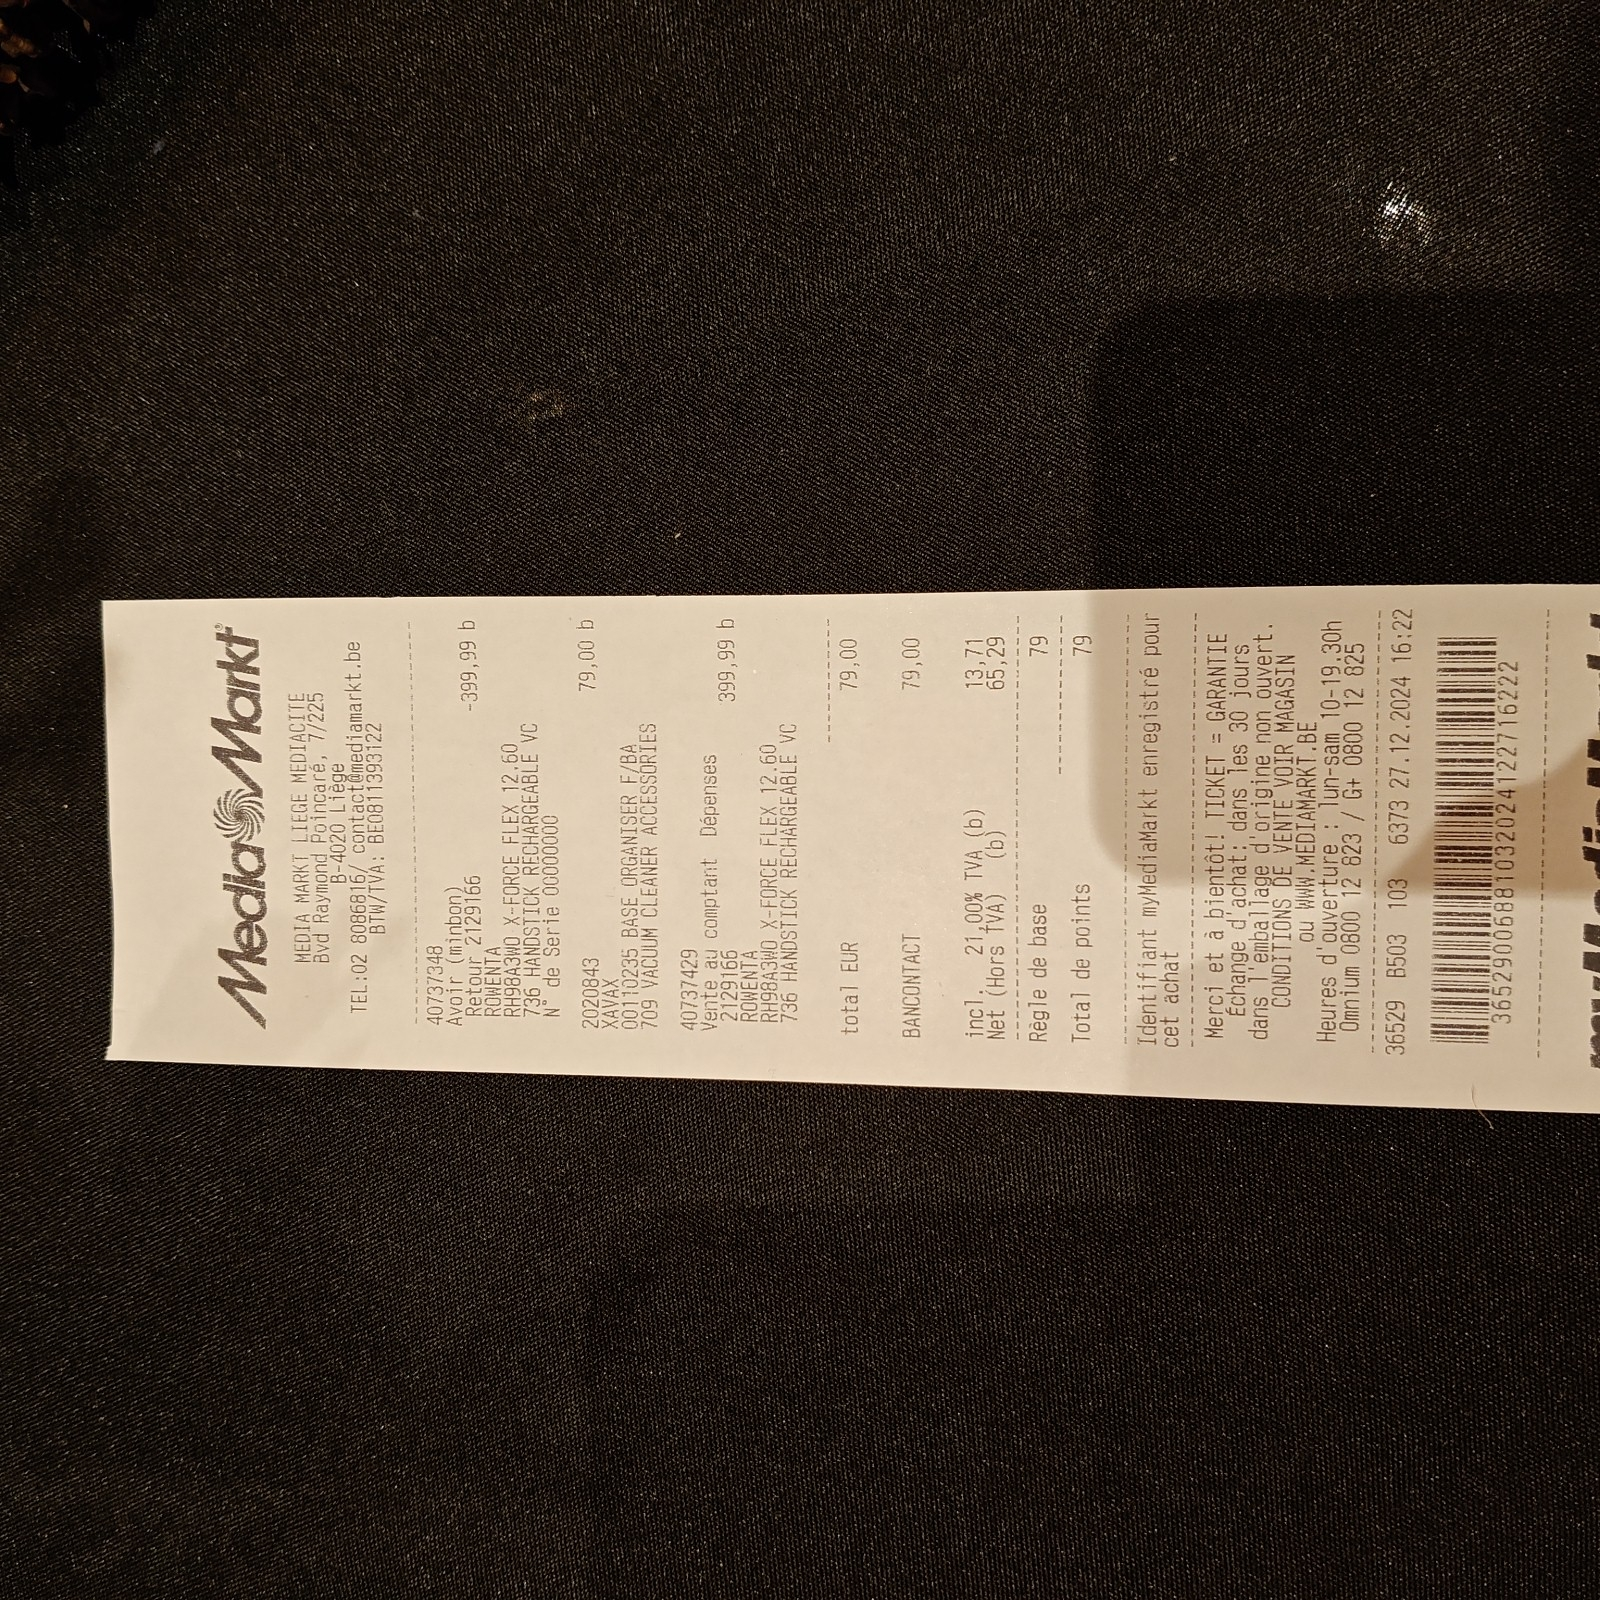 MediaMarkt®
MEDIA MARKT LIEGE MEDIACITE
Bvd Raymond Poincaré, 7/225
B-4020 Liège
TEL:02 8086816/ contact@mediamarkt.be
BTW/TVA: BE0811393122
40737348
Avoir (minbon)
Retour 2129166 -399,99 b
ROWENTA
RH98A3WO X-FORCE FLEX 12.60
736 HANDSTICK RECHARGEABLE VC
N° de Serie 00000000
2020843 79,00 b
XAVAX
00110235 BASE ORGANISER F/BA
709 VACUUM CLEANER ACCESSORIES
40737429
Vente au comptant Dépenses
2129166 399,99 b
ROWENTA
RH98A3WO X-FORCE FLEX 12.60
736 HANDSTICK RECHARGEABLE VC
total EUR 79,00
BANCONTACT 79,00
incl. 21,00% TVA (b) 13,71
Net (Hors TVA) (b) 65,29
Règle de base 79
Total de points 79
Identifiant myMediaMarkt enregistré pour
cet achat
Merci et à bientôt! TICKET = GARANTIE
Échange d'achat: dans les 30 jours
dans l'emballage d'origine non ouvert.
CONDITIONS DE VENTE VOIR MAGASIN
ou WWW.MEDIAMARKT.BE
Heures d'ouverture : lun-sam 10-19.30h
Omnium 0800 12 823 / G+ 0800 12 825
36529 B503 103 6373 27.12.2024 16:22
36529006881032024122716222
myMediaMarkt